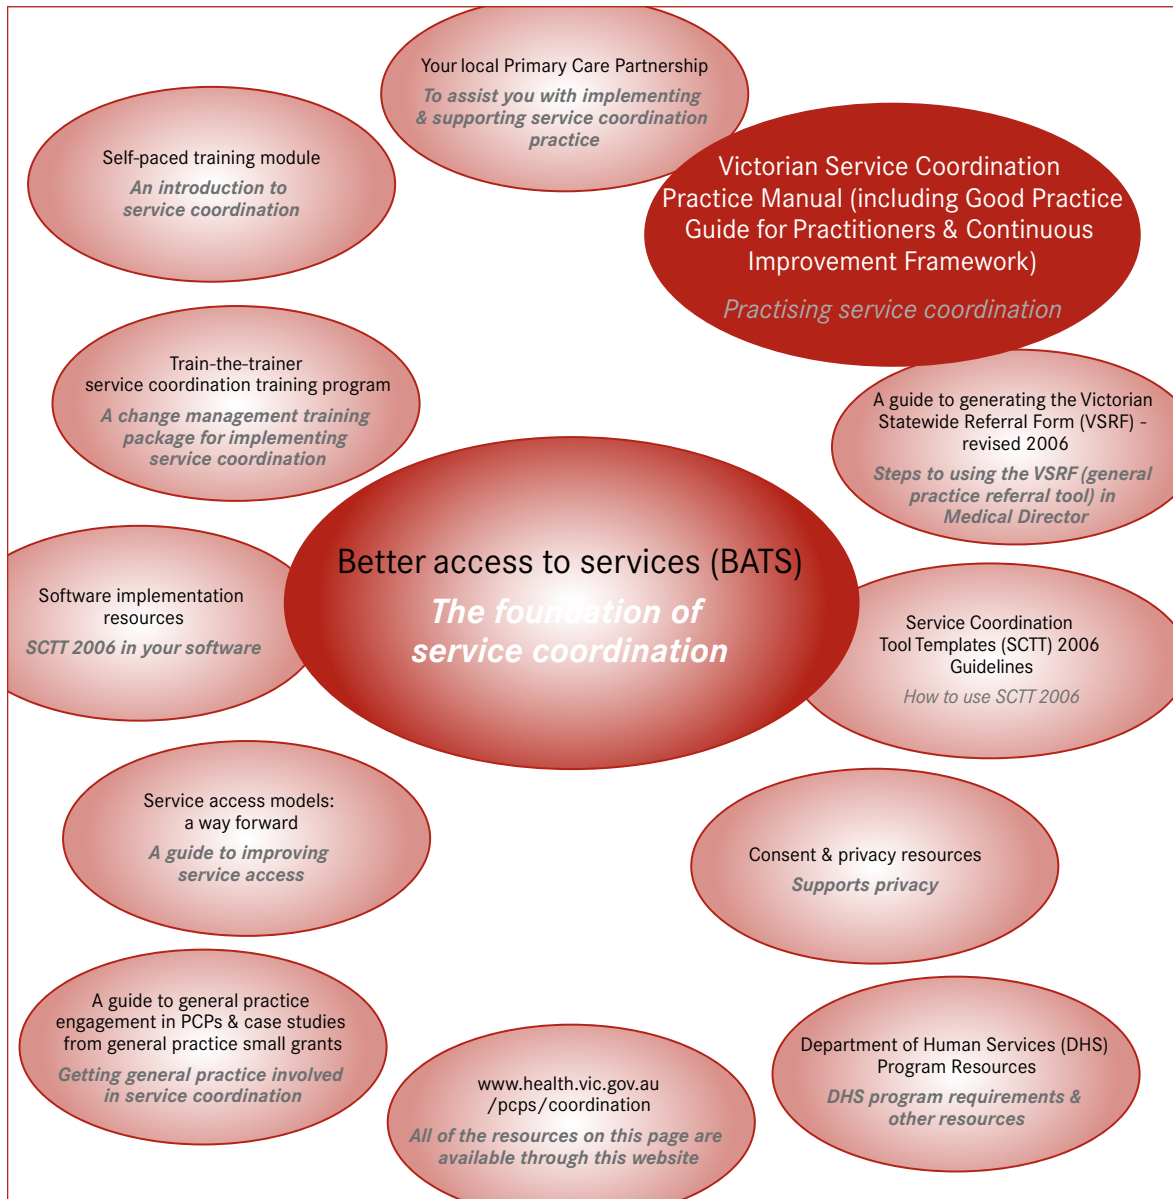 Your local Primary Care Partnership
To assist you with implementing
& supporting service coordination
practice
Self-paced training module
An introduction to
service coordination
Victorian Service Coordination
Practice Manual (including Good Practice
Guide for Practitioners & Continuous
Improvement Framework)
Practising service coordination
Train-the-trainer
service coordination training program
A change management training
package for implementing
service coordination
A guide to generating the Victorian
Statewide Referral Form (VSRF) -
revised 2006
Steps to using the VSRF (general
practice referral tool) in
Medical Director
Better access to services (BATS)
The foundation of
service coordination
Software implementation
resources
SCTT 2006 in your software
Service Coordination
Tool Templates (SCTT) 2006
Guidelines
How to use SCTT 2006
Service access models:
a way forward
A guide to improving
service access
Consent & privacy resources
Supports privacy
A guide to general practice
engagement in PCPs & case studies
from general practice small grants
Getting general practice involved
in service coordination
www.health.vic.gov.au
/pcps/coordination
All of the resources on this page are
available through this website
Department of Human Services (DHS)
Program Resources
DHS program requirements &
other resources